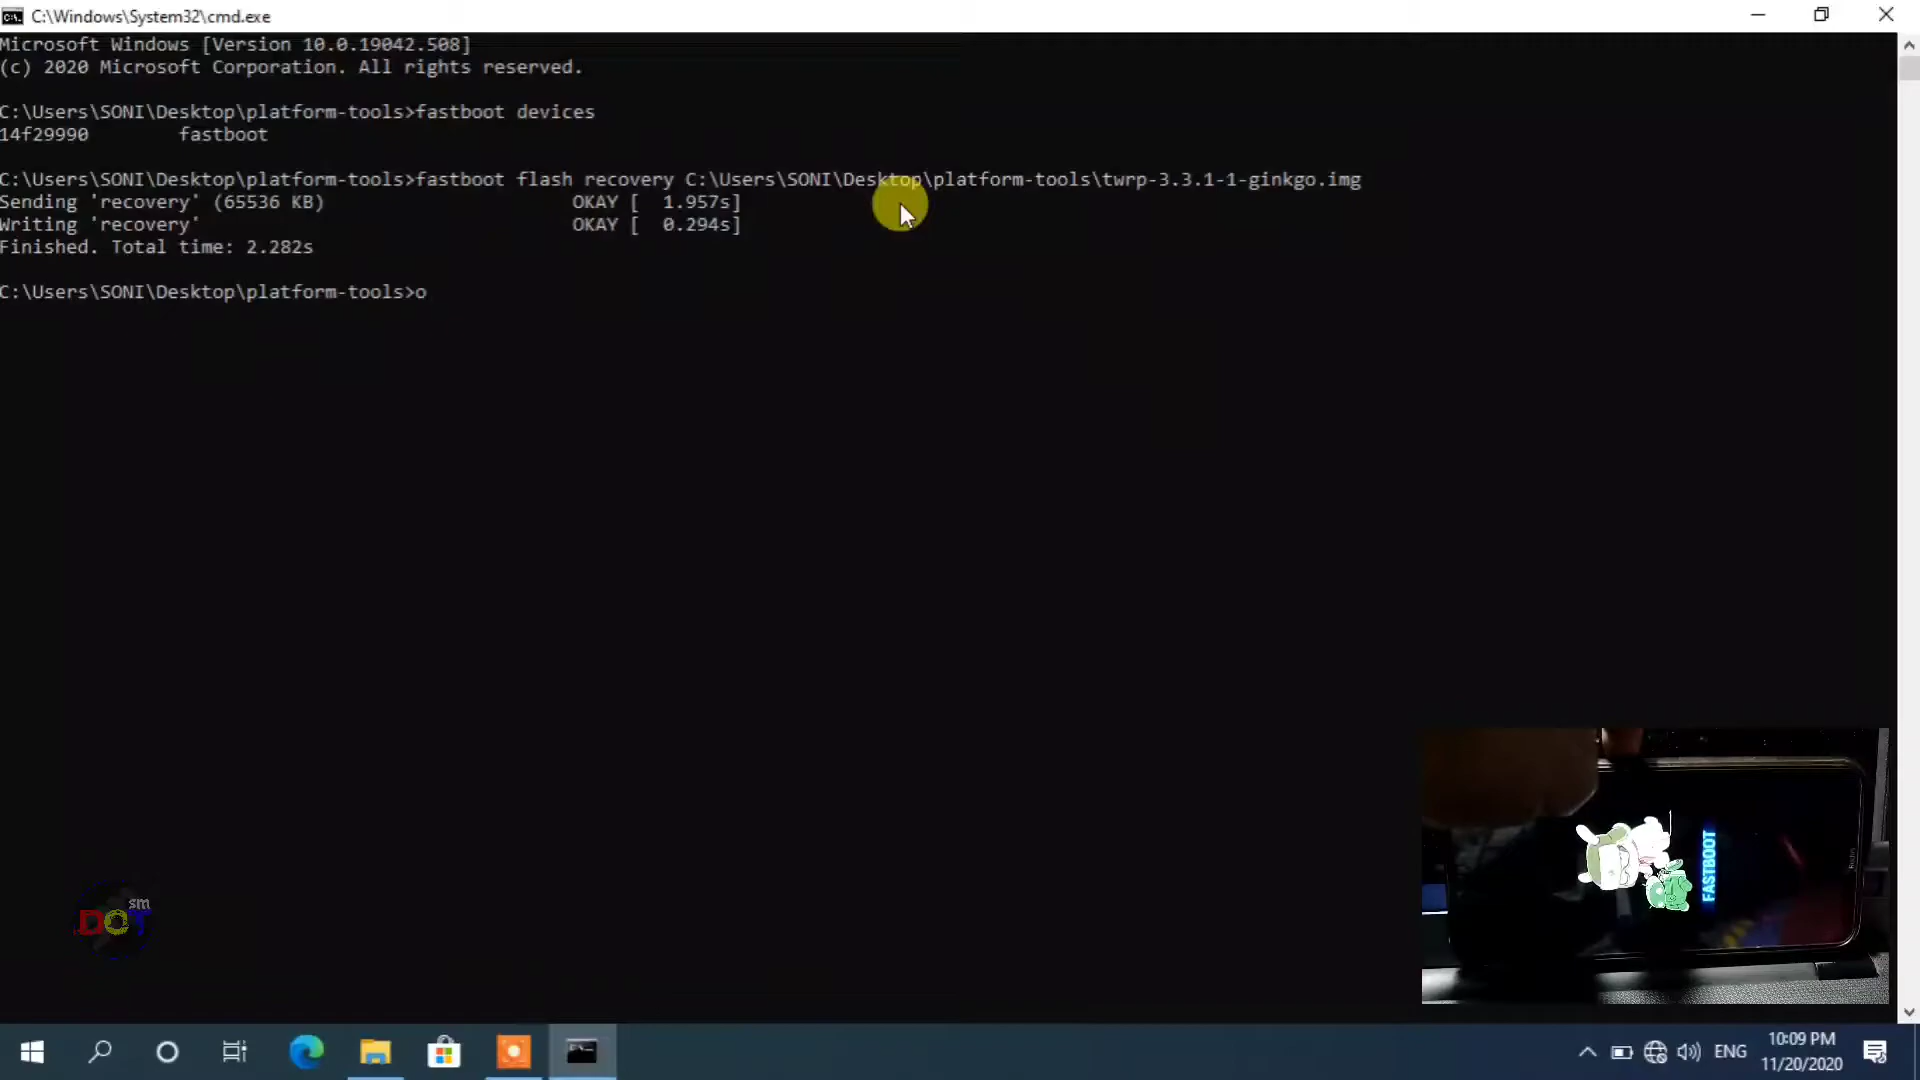 C:\Windows\System32\cmd.exe
Microsoft Windows [Version 10.0.19042.508]
(c) 2020 Microsoft Corporation. All rights reserved.
C:\Users\SONI\Desktop\platform-tools>fastboot devices
14f29990 fastboot
C:\Users\SONI\Desktop\platform-tools>fastboot flash recovery C:\Users\SONI\Desktop\platform-tools\twrp-3.3.1-1-ginkgo.img
Sending 'recovery' (65536 KB) OKAY [ 1.957s]
Writing 'recovery' OKAY [ 0.294s]
Finished. Total time: 2.282s
C:\Users\SONI\Desktop\platform-tools>o
FASTBOOT
sm
DOT
ENG
10:09 PM
11/20/2020